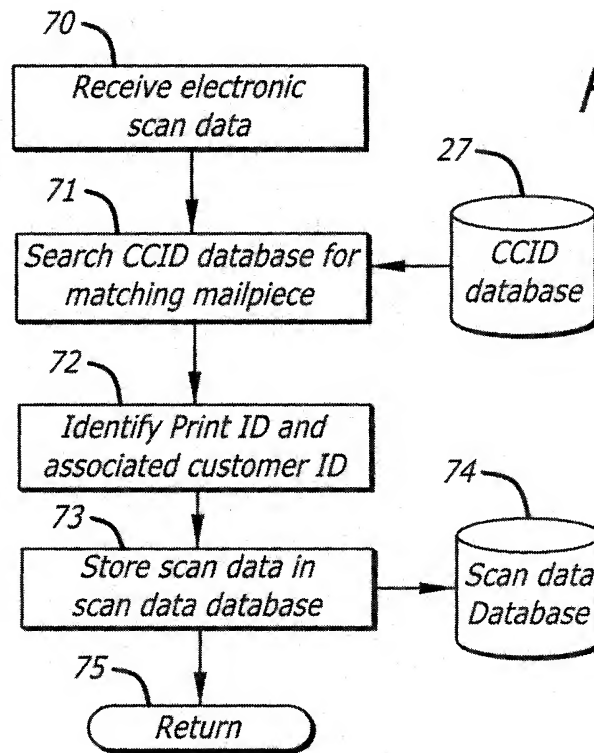 70
Receive electronic
scan data
27
71
Search CCID database for
matching mailpiece
CCID
database
72
Identify Print ID and
associated customer ID
74
73
Store scan data in
scan data database
Scan data
Database
75
Return